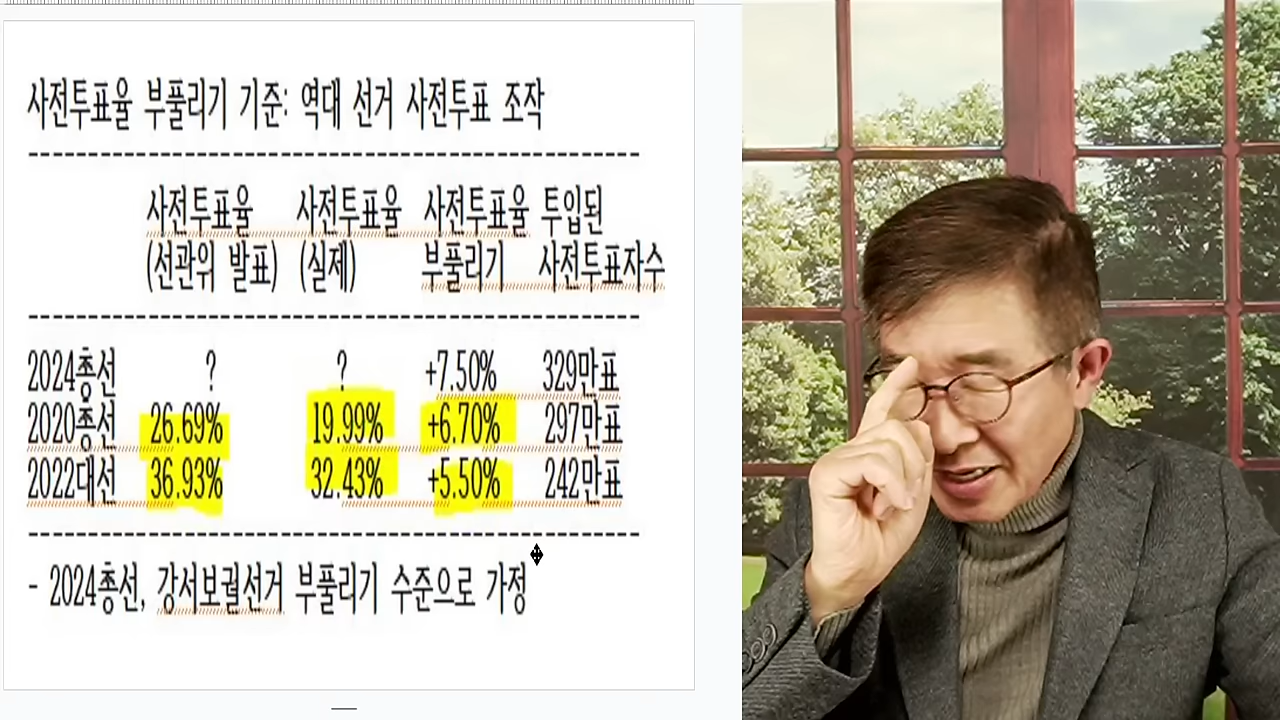 사전투표율 부풀리기 기준: 역대 선거 사전투표 조작
사전투표율 사전투표율 사전투표율 투입된
(선관위 발표) (실제) 부풀리기 사전투표자수
2024총선 ? ? +7.50% 329만표
2020총선 26.69% 19.99% +6.70% 297만표
2022대선 36.93% 32.43% +5.50% 242만표
- 2024총선, 강서보궐선거 부풀리기 수준으로 가정